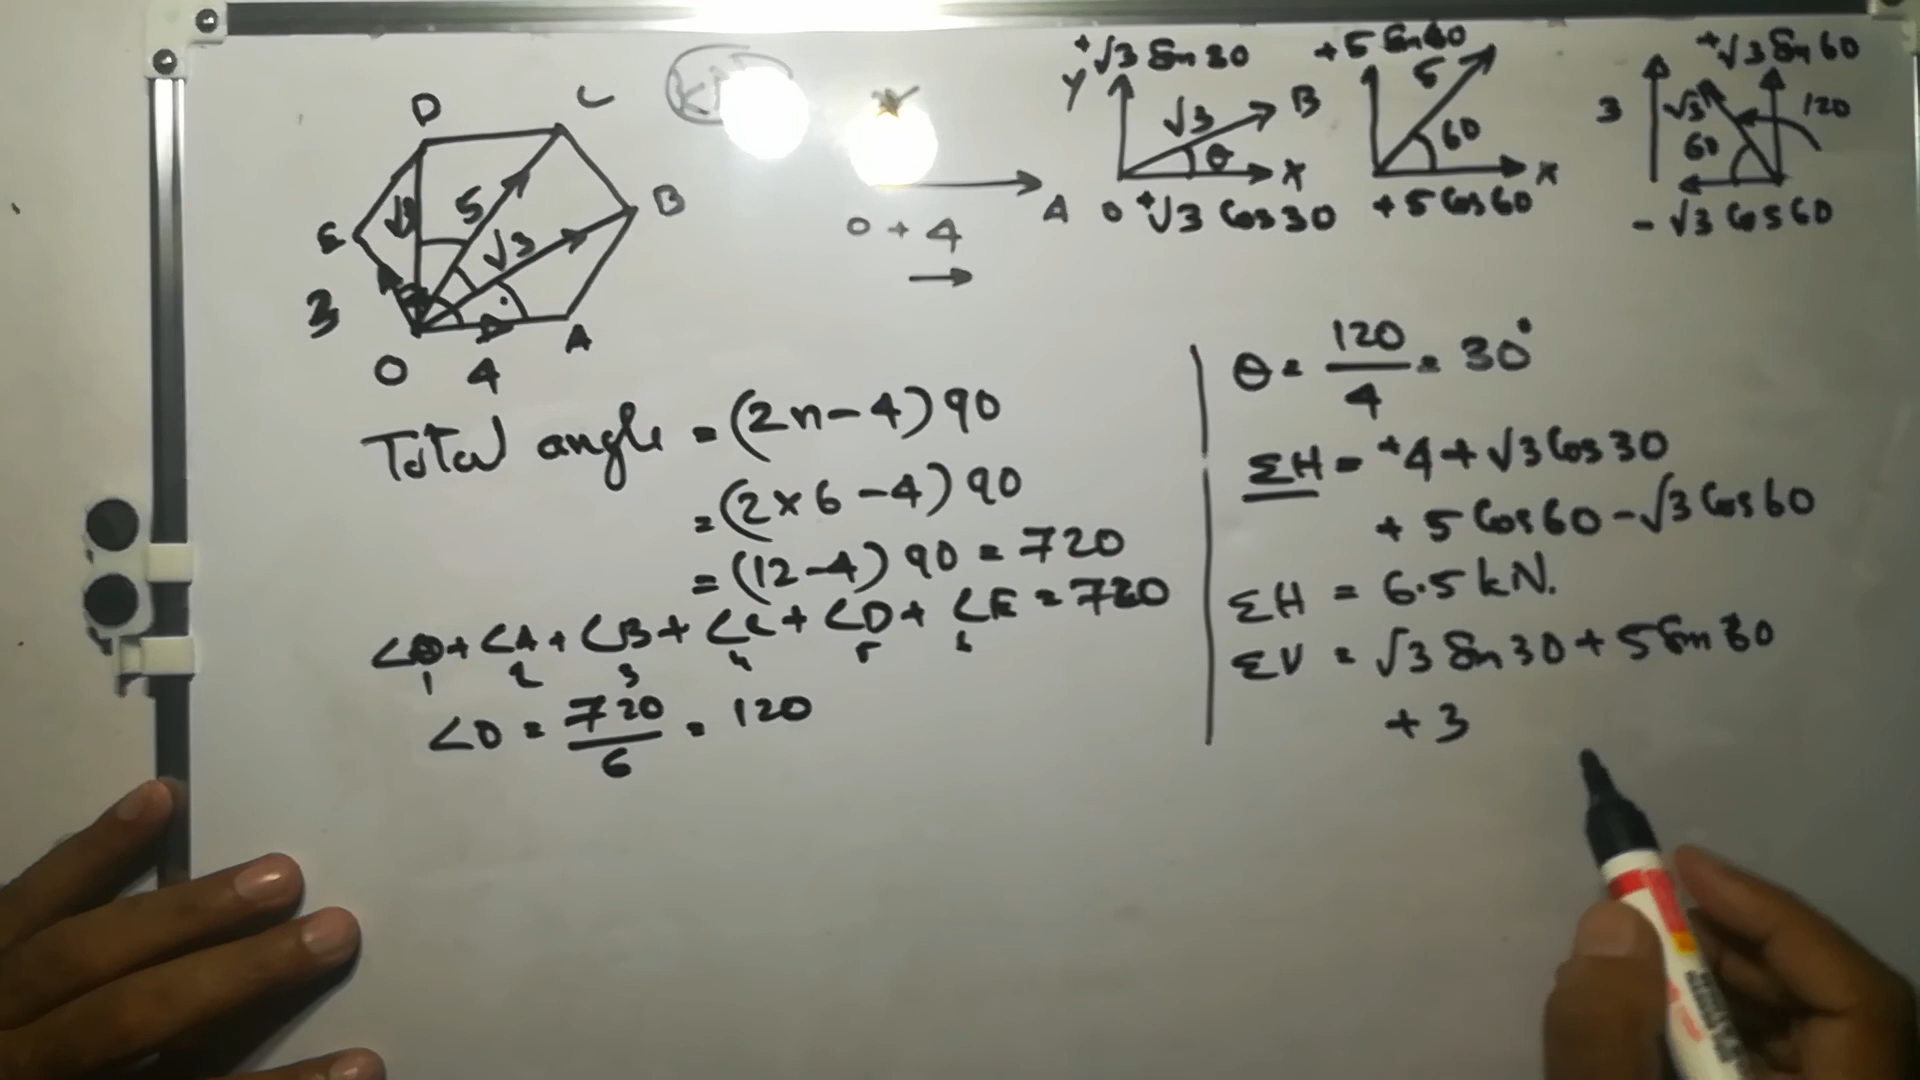 D
C
E
√3
5
√3
B
3
O
4
A
kN
A
0 + 4
+√3 Sin 30
Y
√3
B
θ
X
O
+√3 Cos 30
+5 Sin 60
5
60
X
+5 Cos 60
3
+√3 Sin 60
√3
120
60
- √3 Cos 60
Total angle = (2n - 4) 90
= (2 × 6 - 4) 90
= (12 - 4) 90 = 720
∠O + ∠A + ∠B + ∠C + ∠D + ∠E = 720
1 2 3 4 5 6
∠O = 720/6 = 120
θ = 120/4 = 30°
ΣH = +4 + √3 Cos 30
+ 5 Cos 60 - √3 Cos 60
ΣH = 6.5 kN.
ΣV = √3 Sin 30 + 5 Sin 60
+ 3